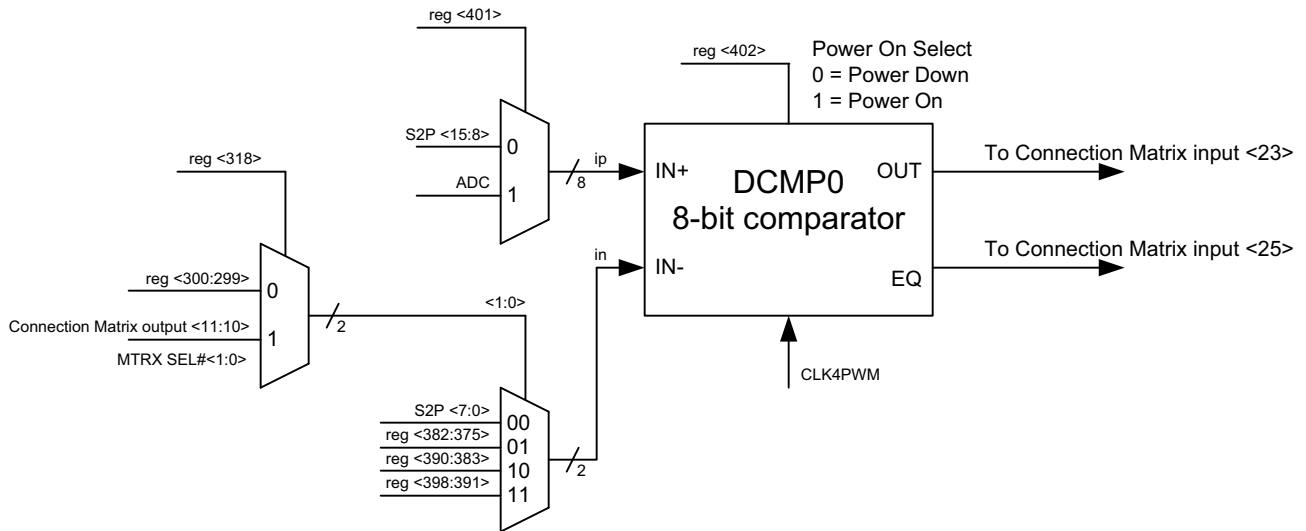 reg <401>
reg <402>
Power On Select
0 = Power Down
1 = Power On
S2P <15:8>
0
ADC
1
ip
8
IN+
DCMP0
8-bit comparator
OUT
To Connection Matrix input <23>
reg <318>
in
IN-
EQ
To Connection Matrix input <25>
reg <300:299>
0
Connection Matrix output <11:10>
1
MTRX SEL#<1:0>
2
<1:0>
CLK4PWM
S2P <7:0>
00
reg <382:375>
01
reg <390:383>
10
reg <398:391>
11
2